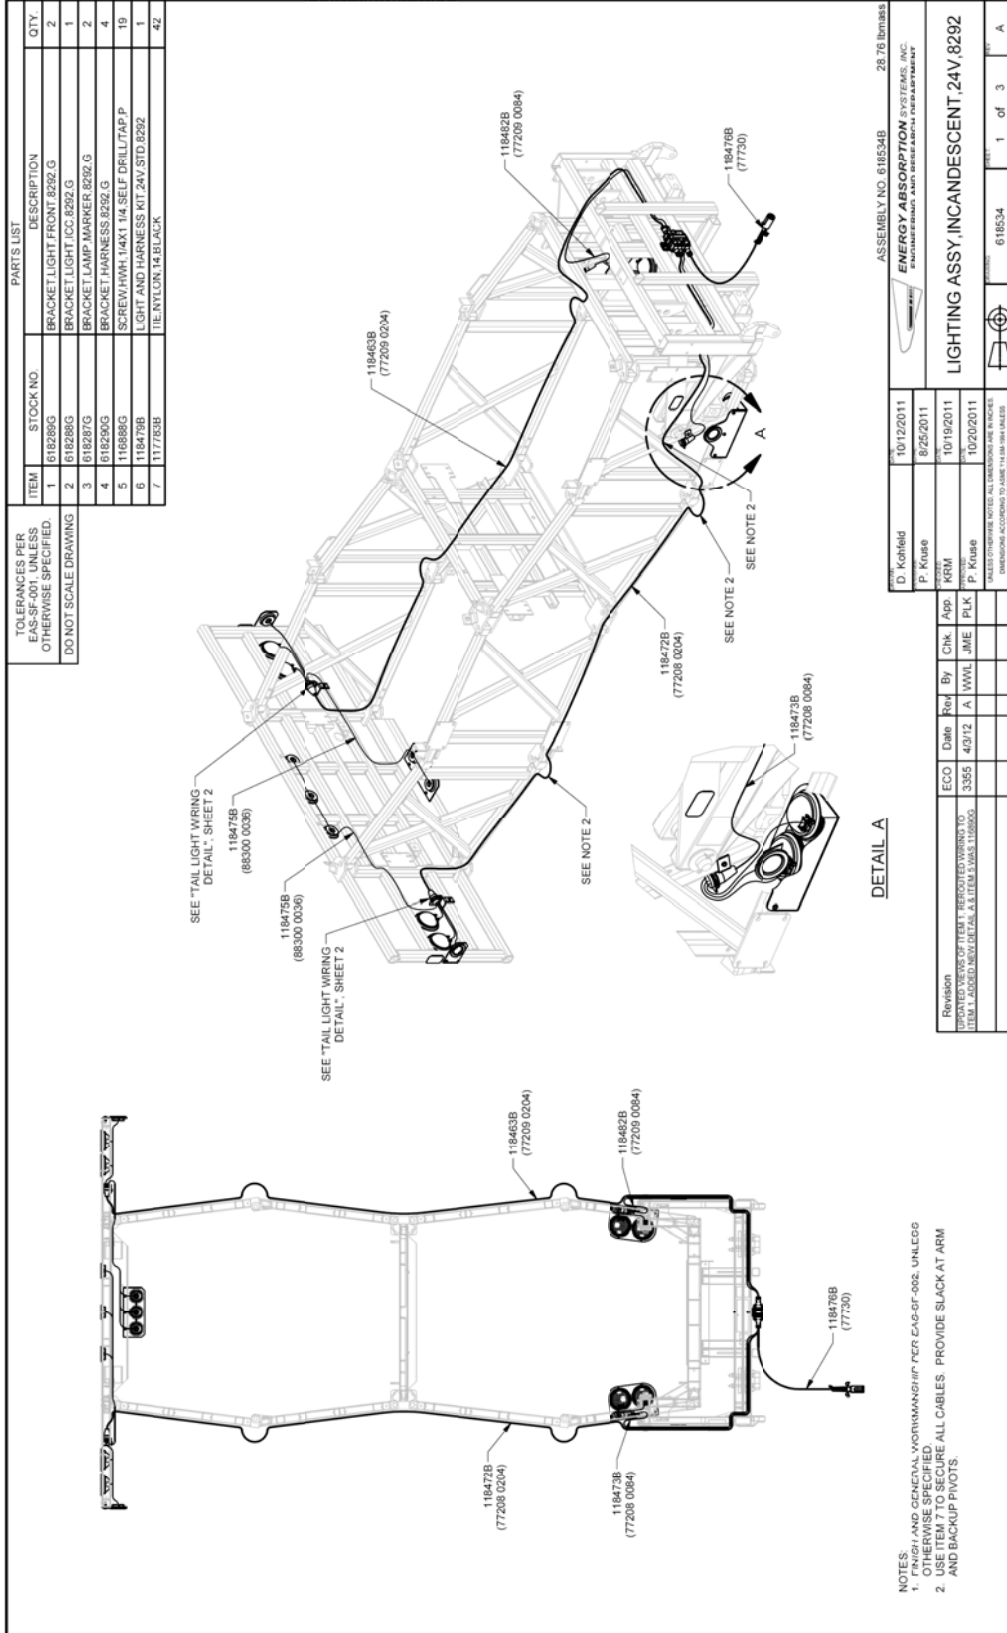 PARTS LIST
TOLERANCES PER
EAS-SF-001, UNLESS
OTHERWISE SPECIFIED.
DO NOT SCALE DRAWING
ITEM STOCK NO. DESCRIPTION QTY.
1 618289G BRACKET,LIGHT,FRONT,8292,G 2
2 618288G BRACKET,LIGHT,ICC,8292,G 1
3 618287G BRACKET,LAMP,MARKER,8292,G 2
4 618290G BRACKET,HARNESS,8292,G 4
5 116888G SCREW,HWH,1/4X1 1/4,SELF DRILL/TAP,P 19
6 118479B LIGHT AND HARNESS KIT,24V,STD,8292 1
7 117783B TIE,NYLON,14,BLACK 42
SEE "TAIL LIGHT WIRING
DETAIL", SHEET 2
118475B
(88300 0036)
118475B
(88300 0036)
SEE "TAIL LIGHT WIRING
DETAIL", SHEET 2
118463B
(77209 0204)
118482B
(77209 0084)
118476B
(77730)
A
SEE NOTE 2
SEE NOTE 2
118472B
(77208 0204)
SEE NOTE 2
118473B
(77208 0084)
DETAIL A
118463B
(77209 0204)
118482B
(77209 0084)
118472B
(77208 0204)
118473B
(77208 0084)
118476B
(77730)
NOTES:
1. FINISH AND GENERAL WORKMANSHIP PER EAS-SF-002, UNLESS
OTHERWISE SPECIFIED.
2. USE ITEM 7 TO SECURE ALL CABLES. PROVIDE SLACK AT ARM
AND BACKUP PIVOTS.
Revision ECO Date Rev By Chk. App.
UPDATED VIEWS OF ITEM 1, REROUTED WIRING TO
ITEM 1, ADDED NEW DETAIL A & ITEM 5 WAS 116890G 3355 4/3/12 A WWL JME PLK
D. Kohfeld 10/12/2011
P. Kruse 8/25/2011
KRM 10/19/2011
P. Kruse 10/20/2011
UNLESS OTHERWISE NOTED, ALL DIMENSIONS ARE IN INCHES.
ASSEMBLY NO. 618534B 28.76 lbmass
ENERGY ABSORPTION SYSTEMS, INC.
ENGINEERING AND RESEARCH DEPARTMENT
LIGHTING ASSY,INCANDESCENT,24V,8292
618534 1 of 3 A